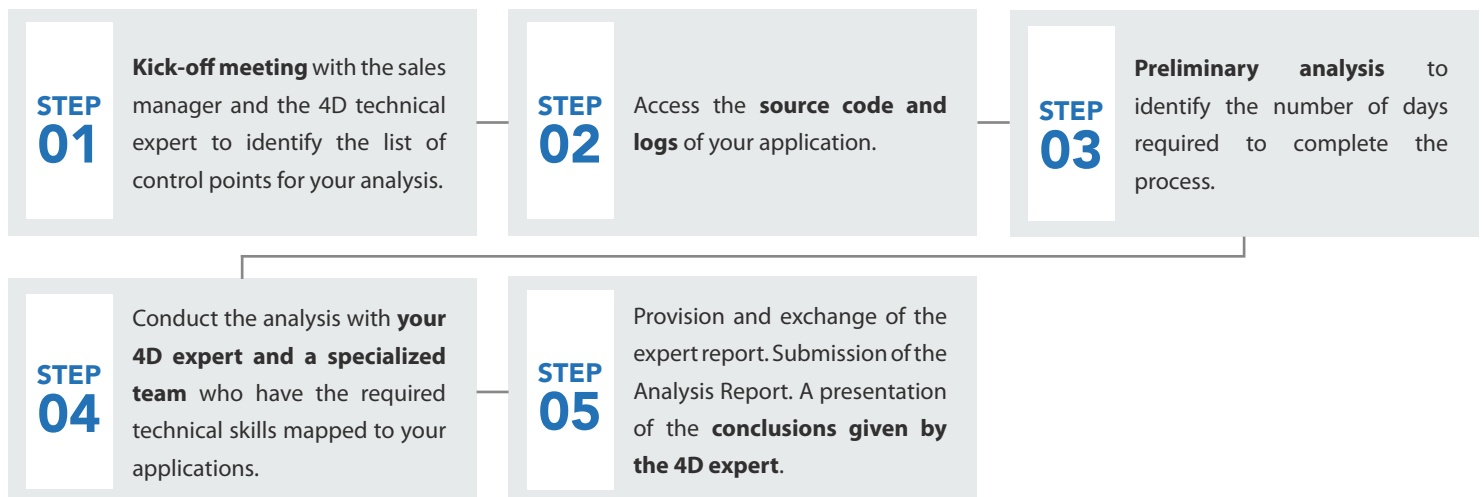 STEP
01
Kick-off meeting with the sales
manager and the 4D technical
expert to identify the list of
control points for your analysis.
STEP
02
Access the source code and
logs of your application.
STEP
03
Preliminary analysis to
identify the number of days
required to complete the
process.
STEP
04
Conduct the analysis with your
4D expert and a specialized
team who have the required
technical skills mapped to your
applications.
STEP
05
Provision and exchange of the
expert report. Submission of the
Analysis Report. A presentation
of the conclusions given by
the 4D expert.